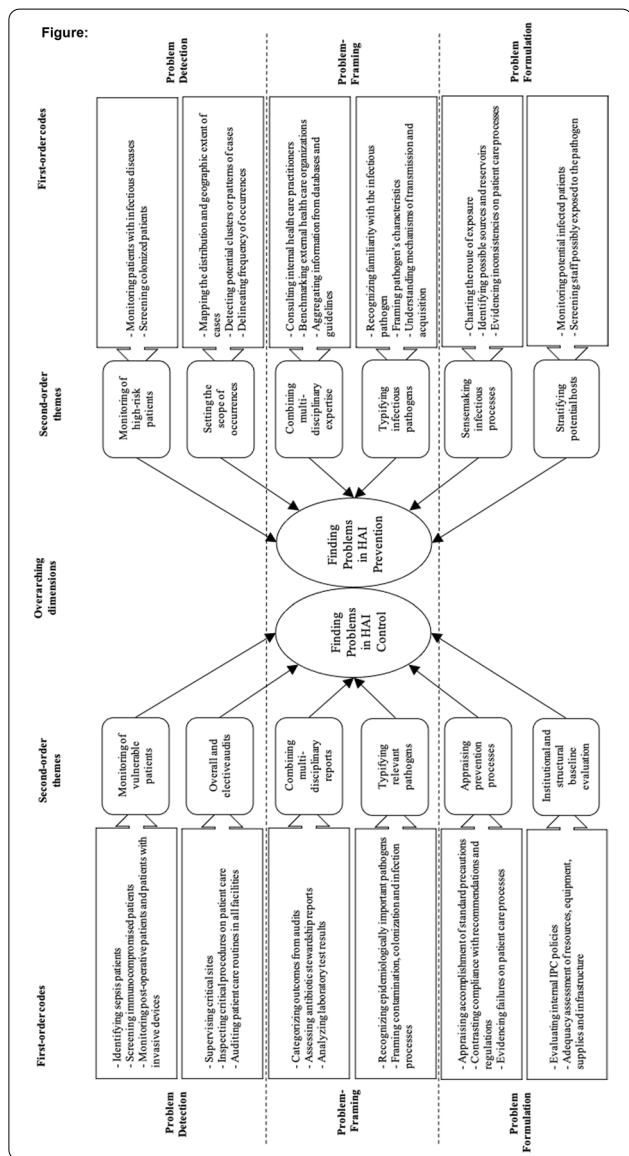 Figure:
First-order codes
Second-order
themes
Overarching
dimensions
Second-order
themes
First-order codes
Problem
Detection
- Identifying sepsis patients
- Screening immunocompromised patients
- Monitoring post-operative patients and patients with
invasive devices
Monitoring of
vulnerable
patients
- Supervising critical sites
- Inspecting critical procedures on patient care
- Auditing patient care routines in all facilities
Overall and
elective audits
Problem-
Framing
- Categorizing outcomes from audits
- Assessing antibiotic stewardship reports
- Analyzing laboratory test results
Combining
multi-
disciplinary
reports
- Recognizing epidemiologically important pathogens
- Framing contamination, colonization and infection
processes
Typifying
relevant
pathogens
Problem
Formulation
- Appraising accomplishment of standard precautions
- Contrasting compliance with recommendations and
regulations
- Evidencing failures on patient care processes
Appraising
prevention
processes
- Evaluating internal IPC policies
- Adequacy assessment of resources, equipment,
supplies and infrastructure
Institutional and
structural
baseline
evaluation
Finding
Problems
in HAI
Control
Finding
Problems
in HAI
Prevention
Monitoring of
high-risk
patients
- Monitoring patients with infectious diseases
- Screening colonized patients
Problem
Detection
Setting the
scope of
occurrences
- Mapping the distribution and geographic extent of
cases
- Detecting potential clusters or patterns of cases
- Delineating frequency of occurrences
Combining
multi-
disciplinary
expertise
- Consulting internal health care practitioners
- Benchmarking external health care organizations
- Aggregating information from databases and
guidelines
Problem-
Framing
Typifying
infectious
pathogens
- Recognizing familiarity with the infectious
pathogen
- Framing pathogen's characteristics
- Understanding mechanisms of transmission and
acquisition
Sensemaking
infectious
processes
- Charting the route of exposure
- Identifying possible sources and reservoirs
- Evidencing inconsistencies on patient care processes
Problem
Formulation
Stratifying
potential hosts
- Monitoring potential infected patients
- Screening staff possibly exposed to the pathogen